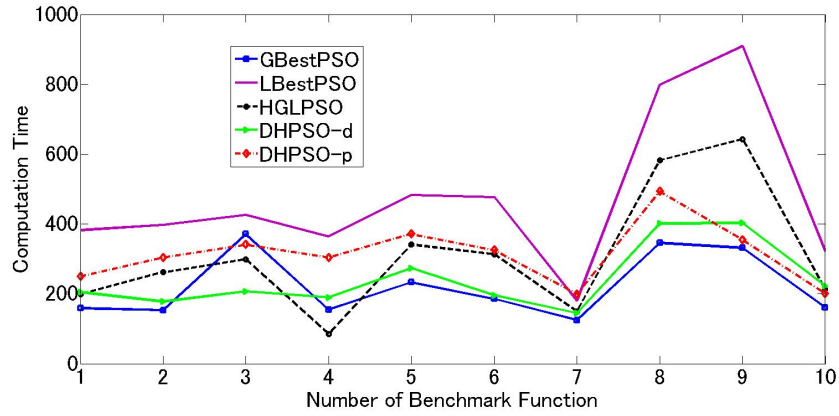 1000
800
600
400
200
0
Computation Time
GBestPSO
LBestPSO
HGLPSO
DHPSO-d
DHPSO-p
1 2 3 4 5 6 7 8 9 10
Number of Benchmark Function